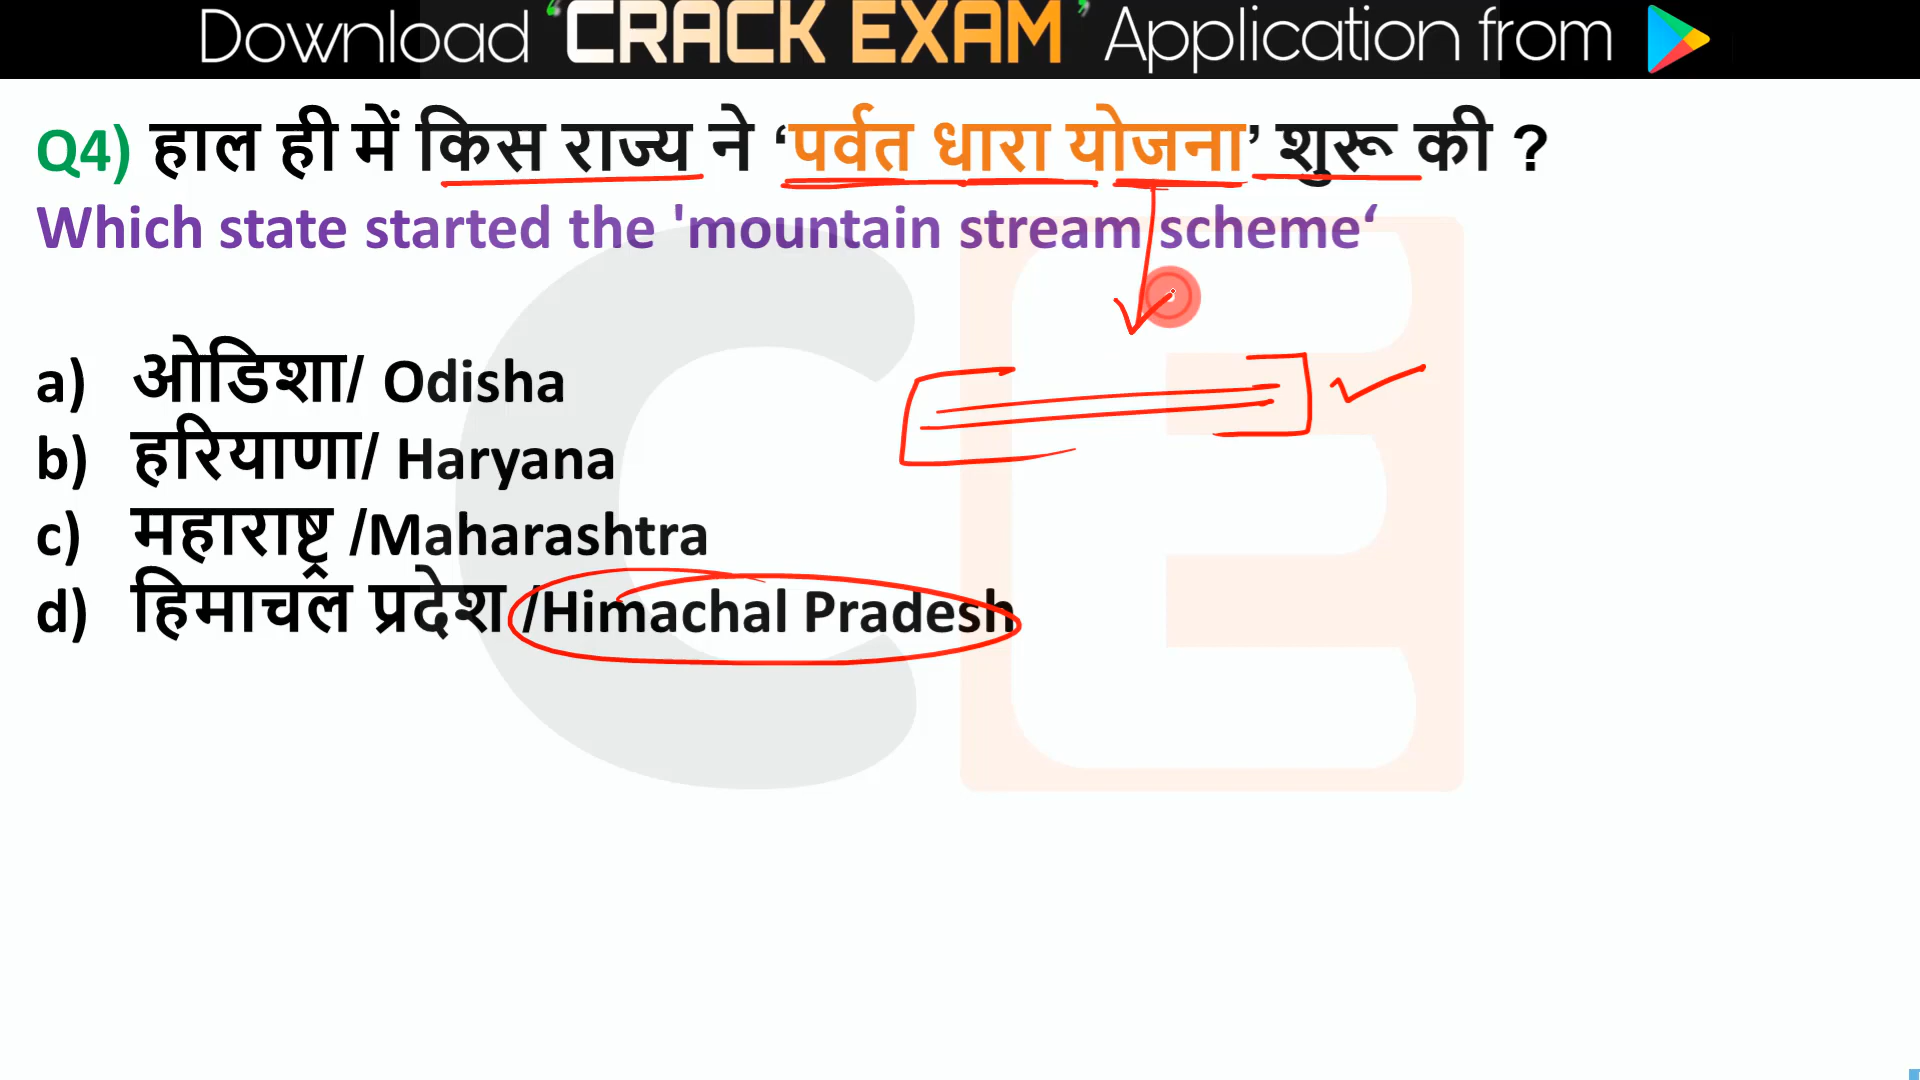 Download ‘CRACK EXAM’ Application from
Q4) हाल ही में किस राज्य ने ‘पर्वत धारा योजना’ शुरू की ?
Which state started the 'mountain stream scheme‘
a) ओडिशा/ Odisha
b) हरियाणा/ Haryana
c) महाराष्ट्र /Maharashtra
d) हिमाचल प्रदेश /Himachal Pradesh
CE